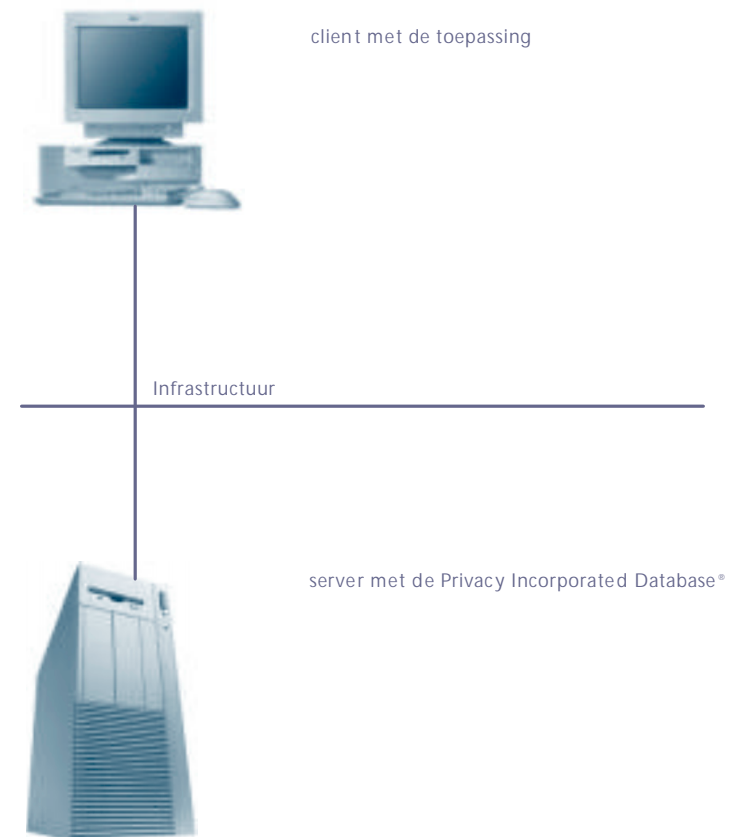 client met de toepassing
Infrastructuur
server met de Privacy Incorporated Database®